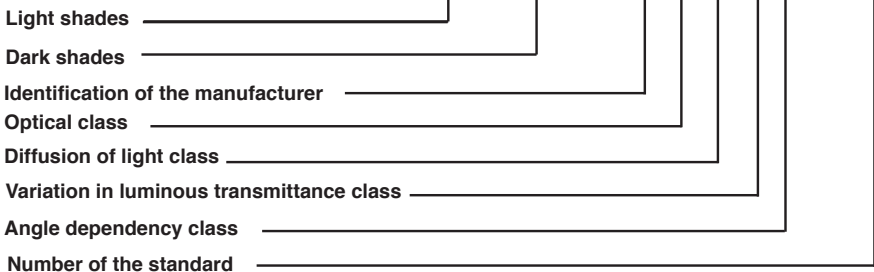 Light shades
Dark shades
Identification of the manufacturer
Optical class
Diffusion of light class
Variation in luminous transmittance class
Angle dependency class
Number of the standard